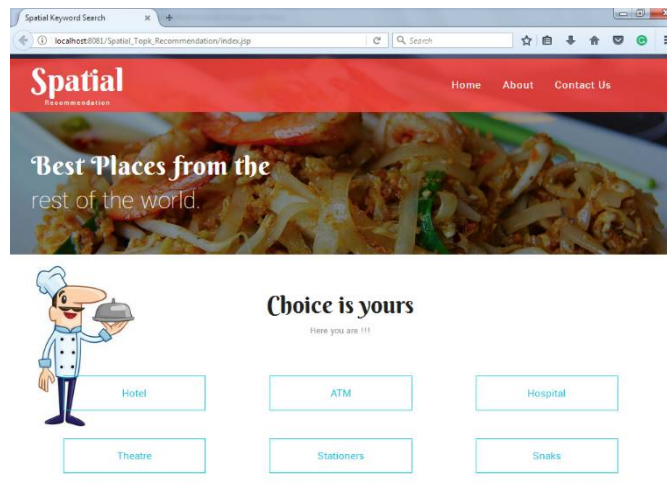 Spatial Keyword Search
localhost:8081/Spatial_Topk_Recommendation/index.jsp
Search
Spatial
Recommendation
Home About Contact Us
Best Places from the
rest of the world.
Choice is yours
Here you are !!!
Hotel ATM Hospital
Theatre Stationers Snaks